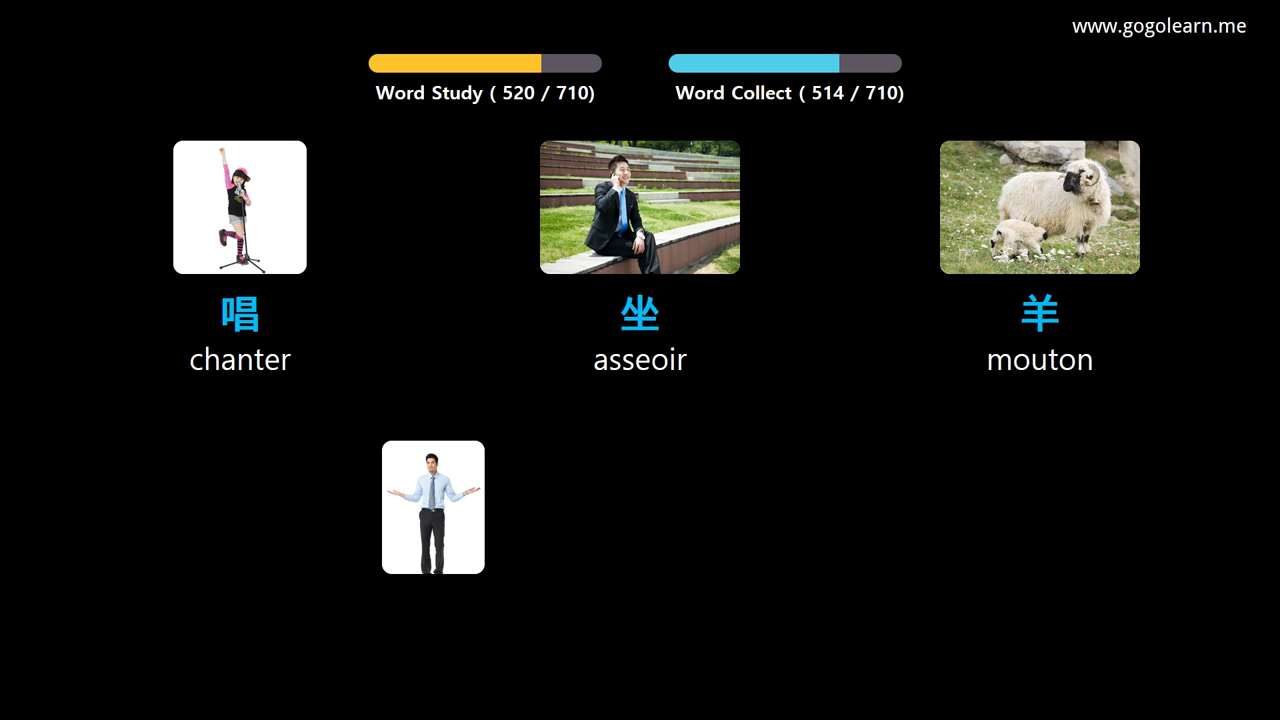 www.gogolearn.me
Word Study ( 520 / 710)
Word Collect ( 514 / 710)
唱
坐
羊
chanter
asseoir
mouton